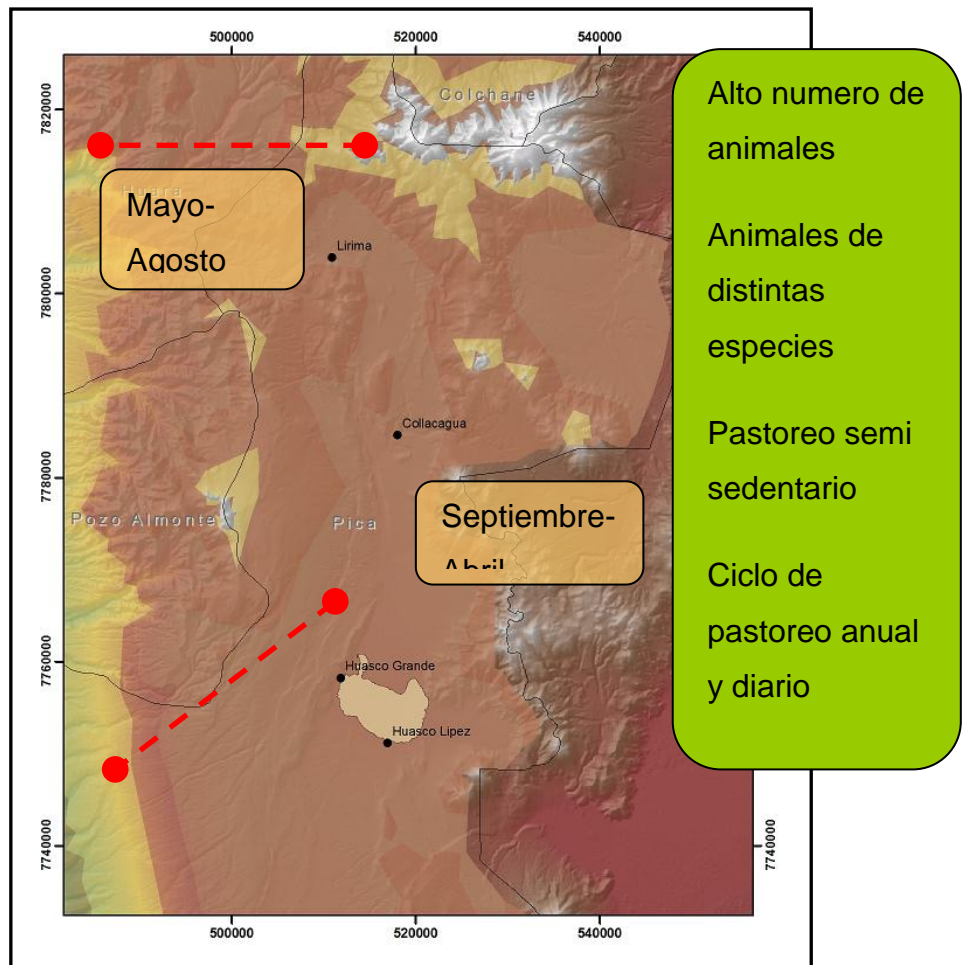 500000 520000 540000
7820000
Colchane
Huara
Mayo-
Agosto
Lirima
7800000
Collacagua
7780000
Pozo Almonte
Pica
Septiembre-
Abril
7760000
Huasco Grande
Huasco Lipez
7740000 7740000
500000 520000 540000
Alto numero de
animales
Animales de
distintas
especies
Pastoreo semi
sedentario
Ciclo de
pastoreo anual
y diario